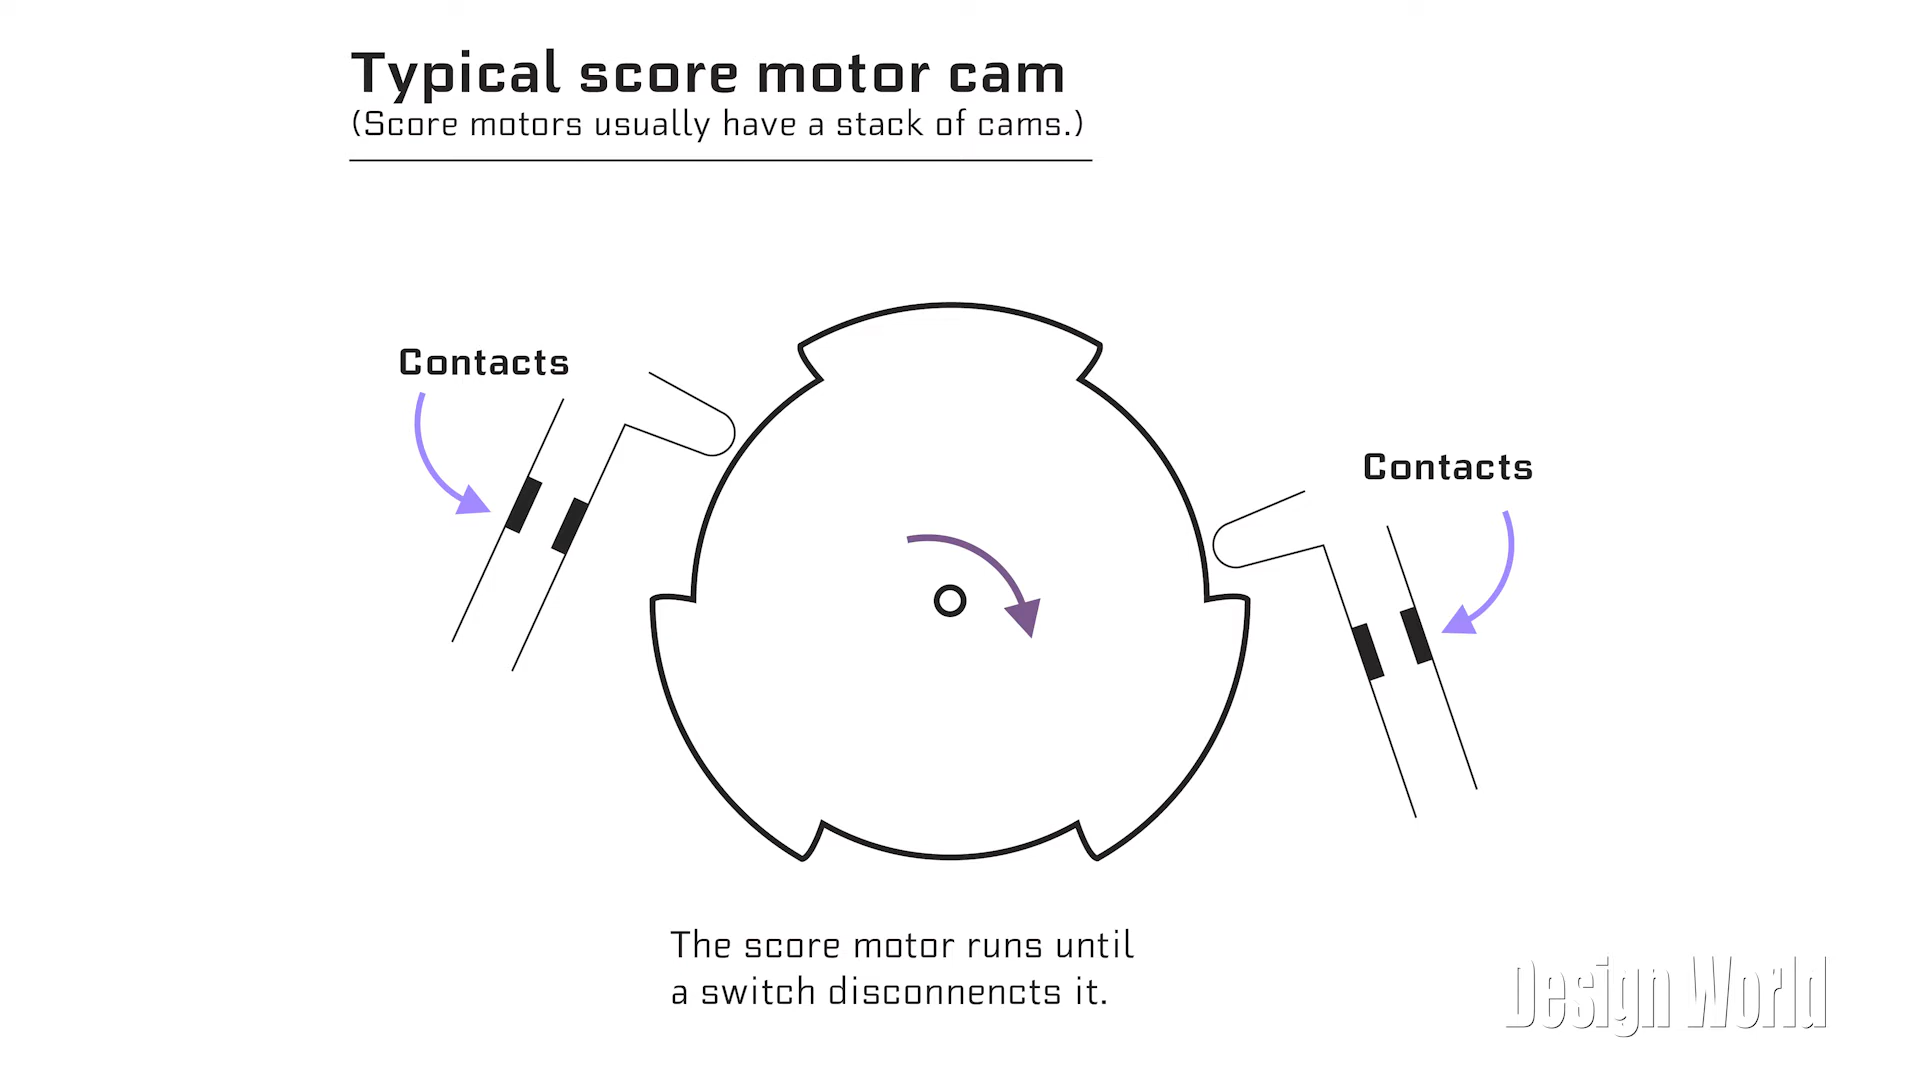 Typical score motor cam
(Score motors usually have a stack of cams.)
Contacts
Contacts
The score motor runs until
a switch disconnencts it.
Design World